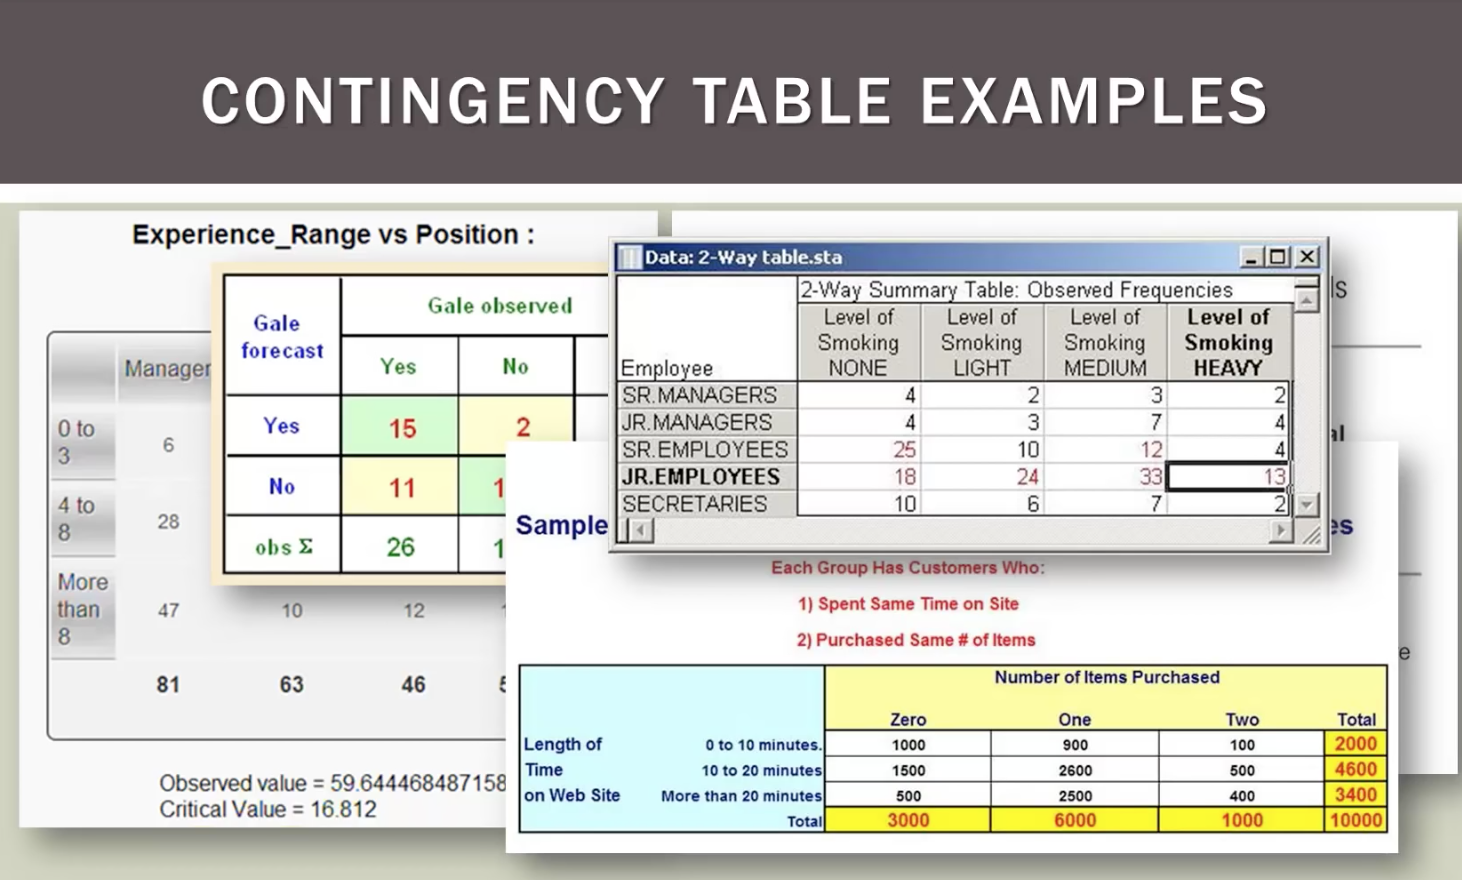 CONTINGENCY TABLE EXAMPLES
Experience_Range vs Position :
Manager
0 to 3 6
4 to 8 28
More than 8 47 10 12
81 63 46
Observed value = 59.644468487158
Critical Value = 16.812
Gale forecast Gale observed
Yes No
Yes 15 2
No 11
obs Σ 26
Data: 2-Way table.sta
2-Way Summary Table: Observed Frequencies
Employee Level of Smoking NONE Level of Smoking LIGHT Level of Smoking MEDIUM Level of Smoking HEAVY
SR.MANAGERS 4 2 3 2
JR.MANAGERS 4 3 7 4
SR.EMPLOYEES 25 10 12 4
JR.EMPLOYEES 18 24 33 13
SECRETARIES 10 6 7 2
Sample
Each Group Has Customers Who:
1) Spent Same Time on Site
2) Purchased Same # of Items
Number of Items Purchased
Zero One Two Total
Length of 0 to 10 minutes. 1000 900 100 2000
Time 10 to 20 minutes 1500 2600 500 4600
on Web Site More than 20 minutes 500 2500 400 3400
Total 3000 6000 1000 10000